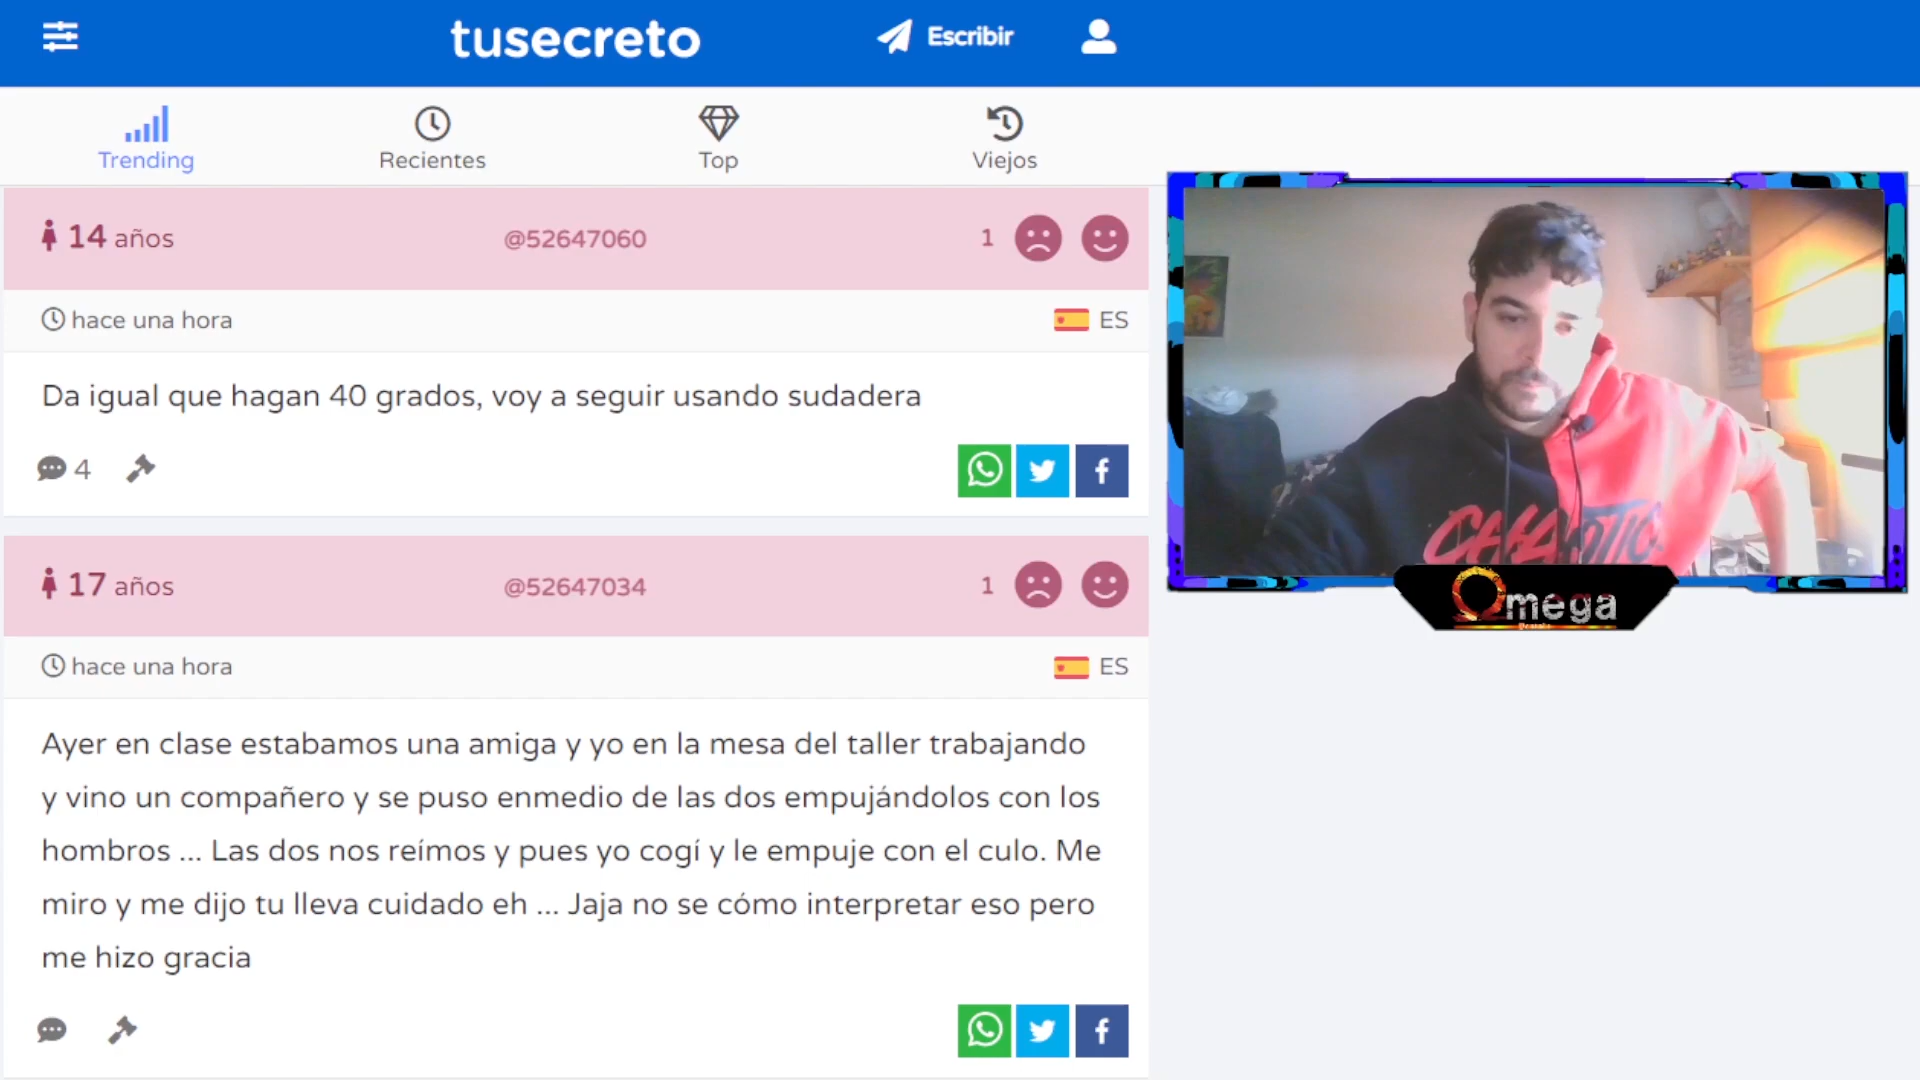 tusecreto
Escribir
Trending
Recientes
Top
Viejos
14 años
@52647060
1
hace una hora
ES
Da igual que hagan 40 grados, voy a seguir usando sudadera
4
17 años
@52647034
1
hace una hora
ES
Ayer en clase estabamos una amiga y yo en la mesa del taller trabajando
y vino un compañero y se puso enmedio de las dos empujándolos con los
hombros ... Las dos nos reímos y pues yo cogí y le empuje con el culo. Me
miro y me dijo tu lleva cuidado eh ... Jaja no se cómo interpretar eso pero
me hizo gracia
CHAOTIC
Omega